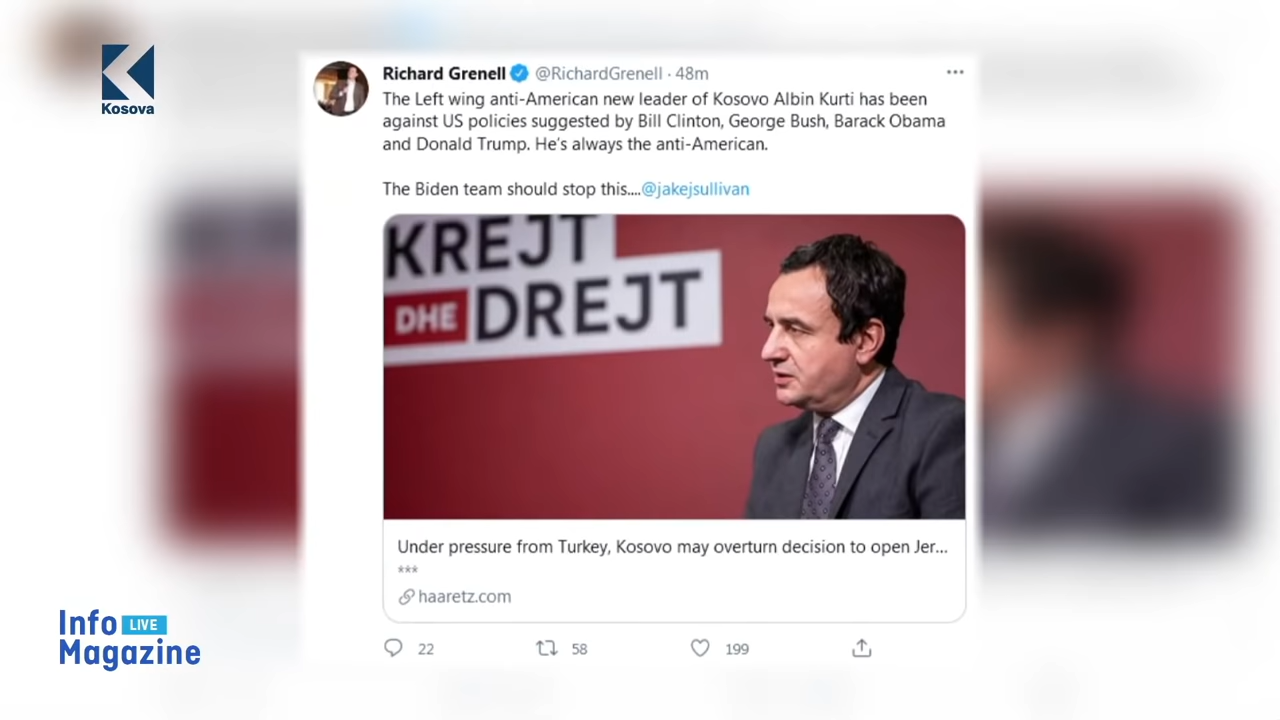 Kosova
Richard Grenell @RichardGrenell · 48m
The Left wing anti-American new leader of Kosovo Albin Kurti has been
against US policies suggested by Bill Clinton, George Bush, Barack Obama
and Donald Trump. He's always the anti-American.
The Biden team should stop this....@jakejsullivan
KREJT
DHE DREJT
Under pressure from Turkey, Kosovo may overturn decision to open Jer...
***
haaretz.com
22 58 199
Info LIVE
Magazine